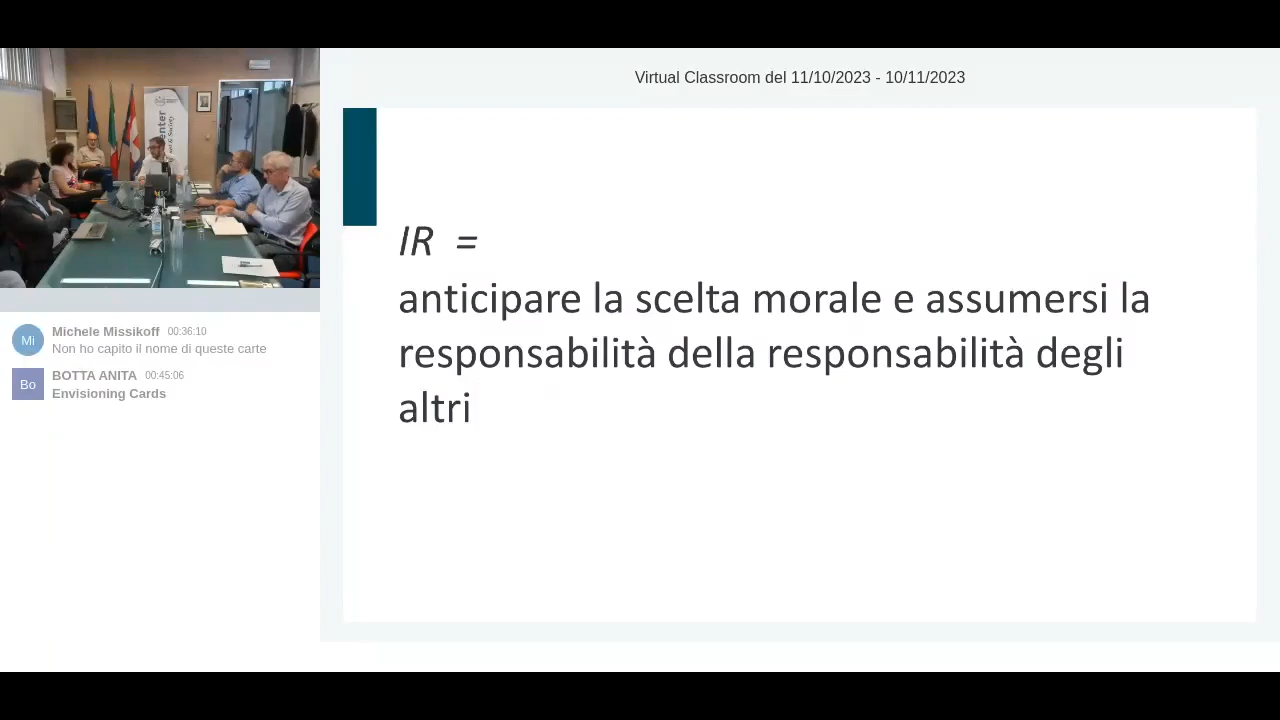 Virtual Classroom del 11/10/2023 - 10/11/2023
IR =
anticipare la scelta morale e assumersi la
responsabilità della responsabilità degli
altri
Mi
Michele Missikoff 00:36:10
Non ho capito il nome di queste carte
Bo
BOTTA ANITA 00:45:06
Envisioning Cards